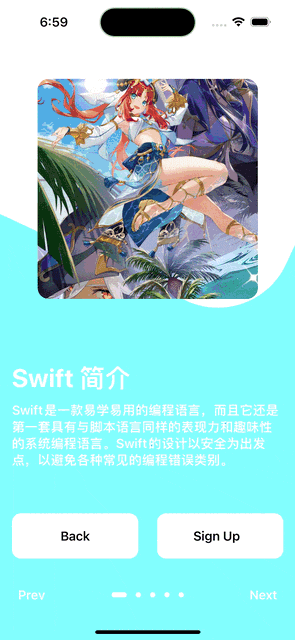 6:59
Swift 简介
Swift是一款易学易用的编程语言，而且它还是
第一套具有与脚本语言同样的表现力和趣味性
的系统编程语言。Swift的设计以安全为出发
点，以避免各种常见的编程错误类别。
Back Sign Up
Prev Next